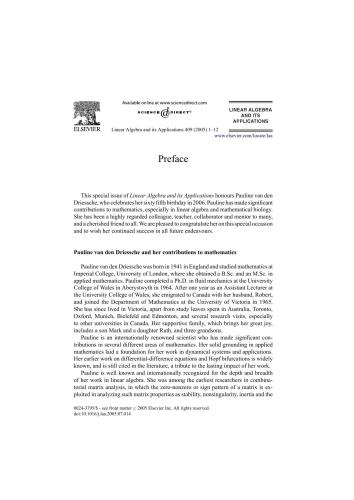 Available online at www.sciencedirect.com
SCIENCE DIRECT®
ELSEVIER
LINEAR ALGEBRA
AND ITS
APPLICATIONS
Linear Algebra and its Applications 409 (2005) 1–12
www.elsevier.com/locate/laa
Preface
This special issue of Linear Algebra and its Applications honours Pauline van den
Driessche, who celebrates her sixty fifth birthday in 2006. Pauline has made significant
contributions to mathematics, especially in linear algebra and mathematical biology.
She has been a highly regarded colleague, teacher, collaborator and mentor to many,
and a cherished friend to all. We are pleased to congratulate her on this special occasion
and to wish her continued success in all future endeavours.
Pauline van den Driessche and her contributions to mathematics
Pauline van den Driessche was born in 1941 in England and studied mathematics at
Imperial College, University of London, where she obtained a B.Sc. and an M.Sc. in
applied mathematics. Pauline completed a Ph.D. in fluid mechanics at the University
College of Wales in Aberystwyth in 1964. After one year as an Assistant Lecturer at
the University College of Wales, she emigrated to Canada with her husband, Robert,
and joined the Department of Mathematics at the University of Victoria in 1965.
She has since lived in Victoria, apart from study leaves spent in Australia, Toronto,
Oxford, Munich, Bielefeld and Edmonton, and several research visits, especially
to other universities in Canada. Her supportive family, which brings her great joy,
includes a son Mark and a daughter Ruth, and three grandsons.
Pauline is an internationally renowned scientist who has made significant con-
tributions in several different areas of mathematics. Her solid grounding in applied
mathematics laid a foundation for her work in dynamical systems and applications.
Her earlier work on differential-difference equations and Hopf bifurcations is widely
known, and is still cited in the literature, a tribute to the lasting impact of her work.
Pauline is well known and internationally recognized for the depth and breadth
of her work in linear algebra. She was among the earliest researchers in combina-
torial matrix analysis, in which the zero-nonzero or sign pattern of a matrix is ex-
ploited in analyzing such matrix properties as stability, nonsingularity, inertia and the
0024-3795/$ - see front matter © 2005 Elsevier Inc. All rights reserved.
doi:10.1016/j.laa.2005.07.014